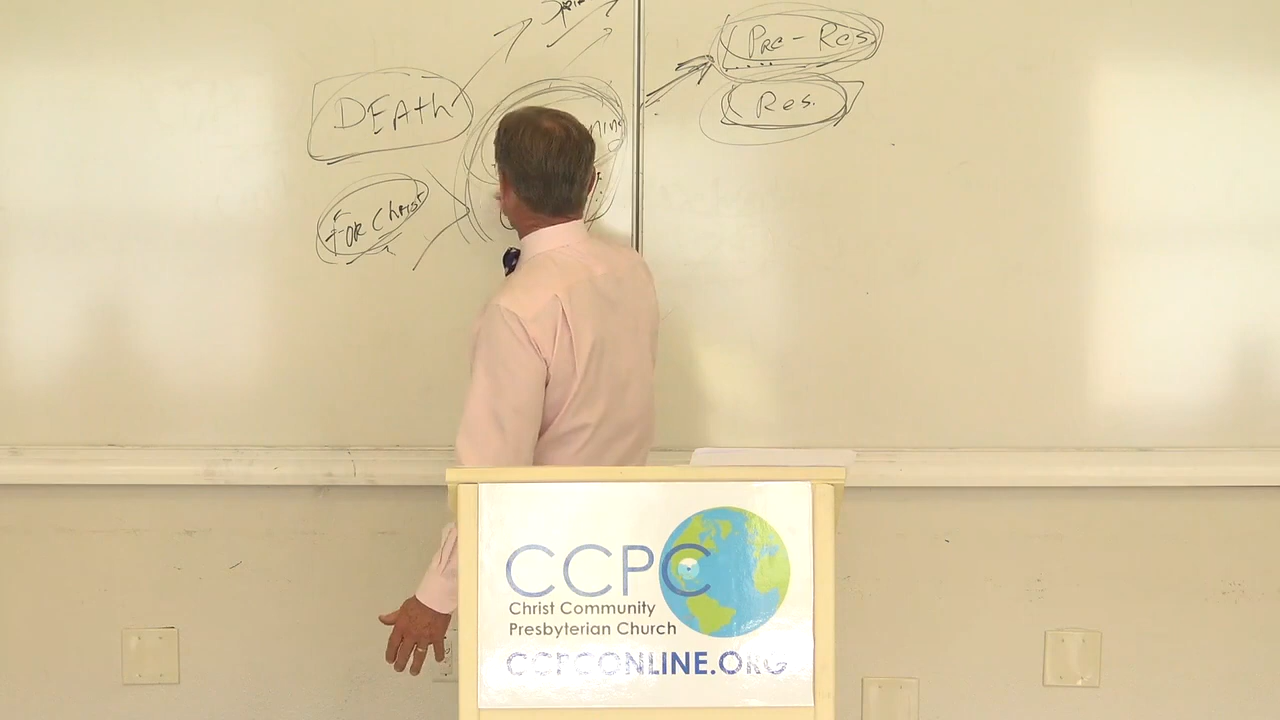 Pre-Res.
DEAth
Res.
FOR Christ
CCPC
Christ Community
Presbyterian Church
CCPCONLINE.ORG